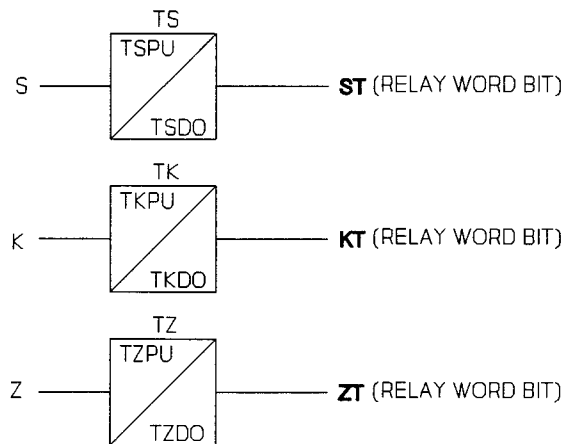 TS
TSPU
S
ST (RELAY WORD BIT)
TSDO
TK
TKPU
K
KT (RELAY WORD BIT)
TKDO
TZ
TZPU
Z
ZT (RELAY WORD BIT)
TZDO